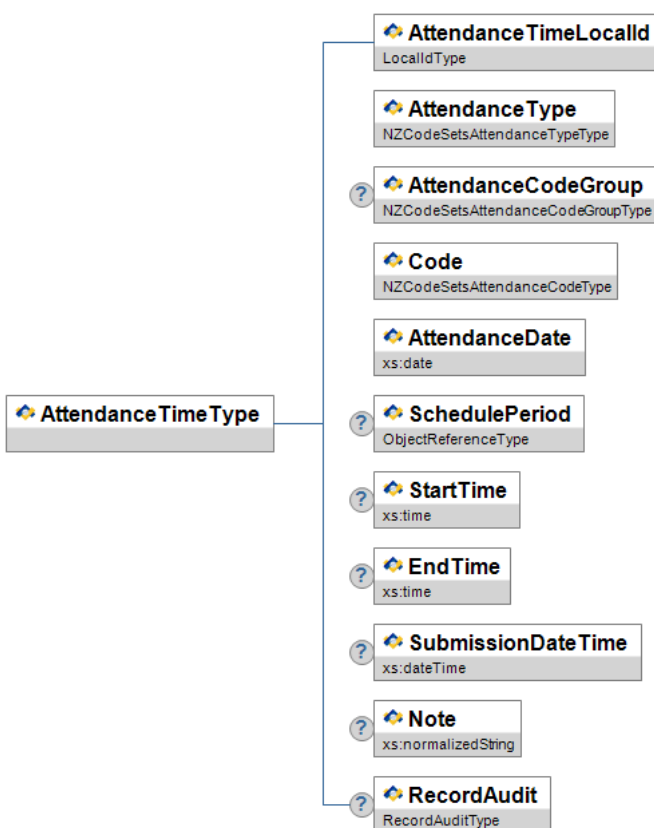 AttendanceTimeLocalId
LocalIdType
AttendanceType
NZCodeSetsAttendanceTypeType
? AttendanceCodeGroup
NZCodeSetsAttendanceCodeGroupType
Code
NZCodeSetsAttendanceCodeType
AttendanceDate
xs:date
AttendanceTimeType
? SchedulePeriod
ObjectReferenceType
? StartTime
xs:time
? EndTime
xs:time
? SubmissionDateTime
xs:dateTime
? Note
xs:normalizedString
? RecordAudit
RecordAuditType